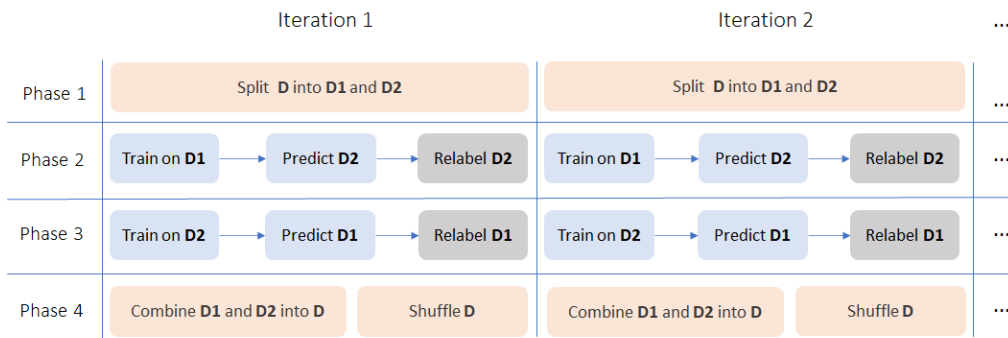 Iteration 1 Iteration 2 ...
Phase 1 Split D into D1 and D2 Split D into D1 and D2 ...
Phase 2 Train on D1 Predict D2 Relabel D2 Train on D1 Predict D2 Relabel D2 ...
Phase 3 Train on D2 Predict D1 Relabel D1 Train on D2 Predict D1 Relabel D1 ...
Phase 4 Combine D1 and D2 into D Shuffle D Combine D1 and D2 into D Shuffle D ...